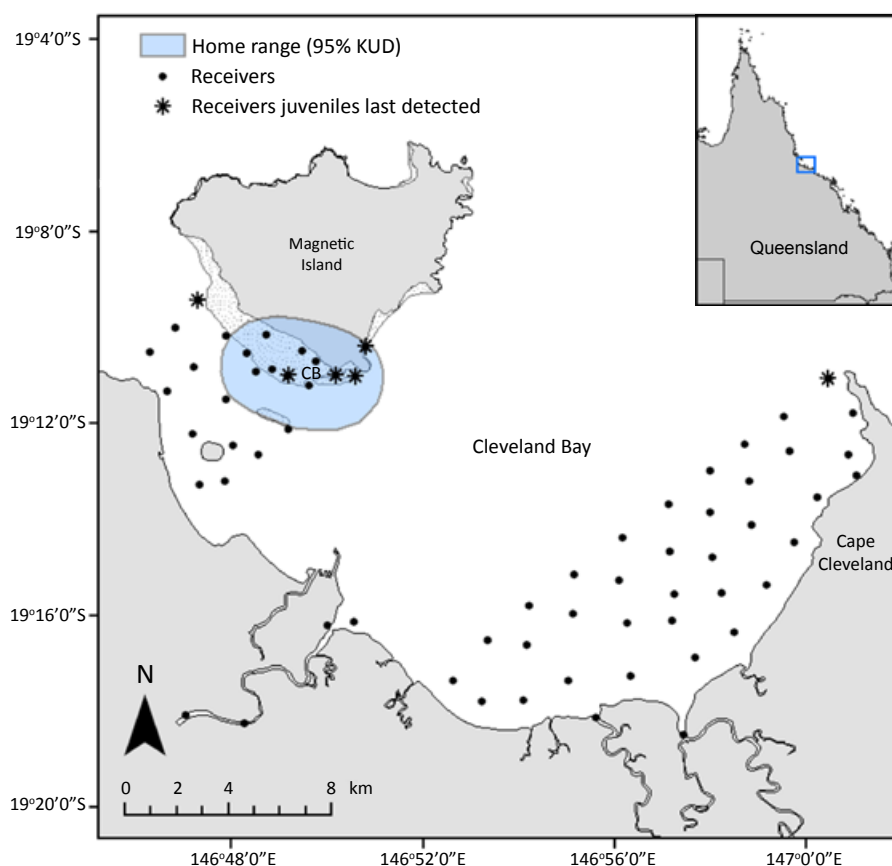 19°4′0″S
Home range (95% KUD)
Receivers
Receivers juveniles last detected
Queensland
19°8′0″S
Magnetic
Island
CB
19°12′0″S
Cleveland Bay
Cape
Cleveland
19°16′0″S
N
0 2 4 8 km
19°20′0″S
146°48′0″E 146°52′0″E 146°56′0″E 147°0′0″E